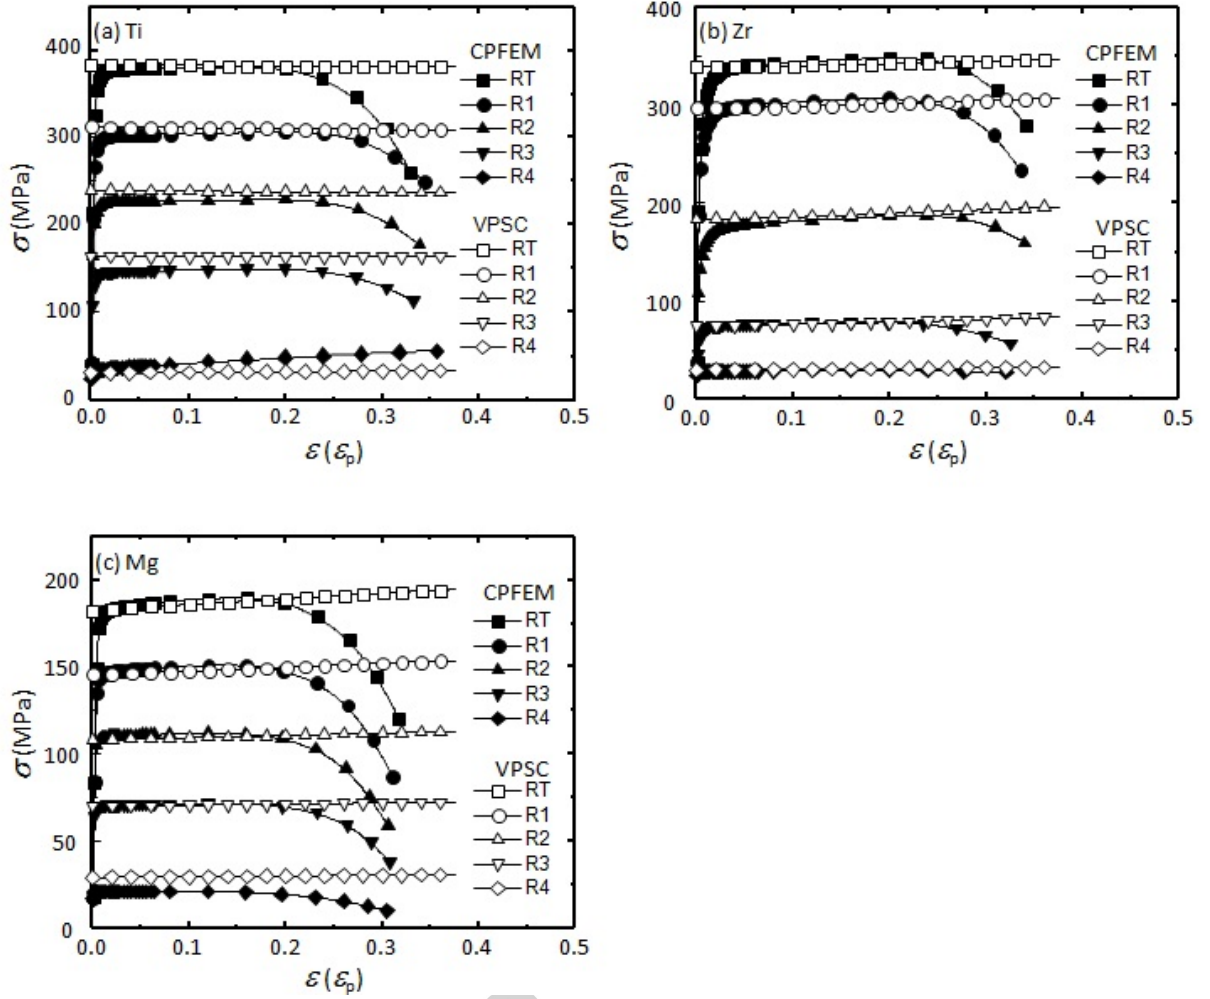 (a) Ti
400
300
200
100
0
σ (MPa)
0.0 0.1 0.2 0.3 0.4 0.5
ε (εp)
CPFEM
RT
R1
R2
R3
R4
VPSC
RT
R1
R2
R3
R4
(b) Zr
400
300
200
100
0
σ (MPa)
0.0 0.1 0.2 0.3 0.4 0.5
ε (εp)
CPFEM
RT
R1
R2
R3
R4
VPSC
RT
R1
R2
R3
R4
(c) Mg
200
150
100
50
0
σ (MPa)
0.0 0.1 0.2 0.3 0.4 0.5
ε (εp)
CPFEM
RT
R1
R2
R3
R4
VPSC
RT
R1
R2
R3
R4